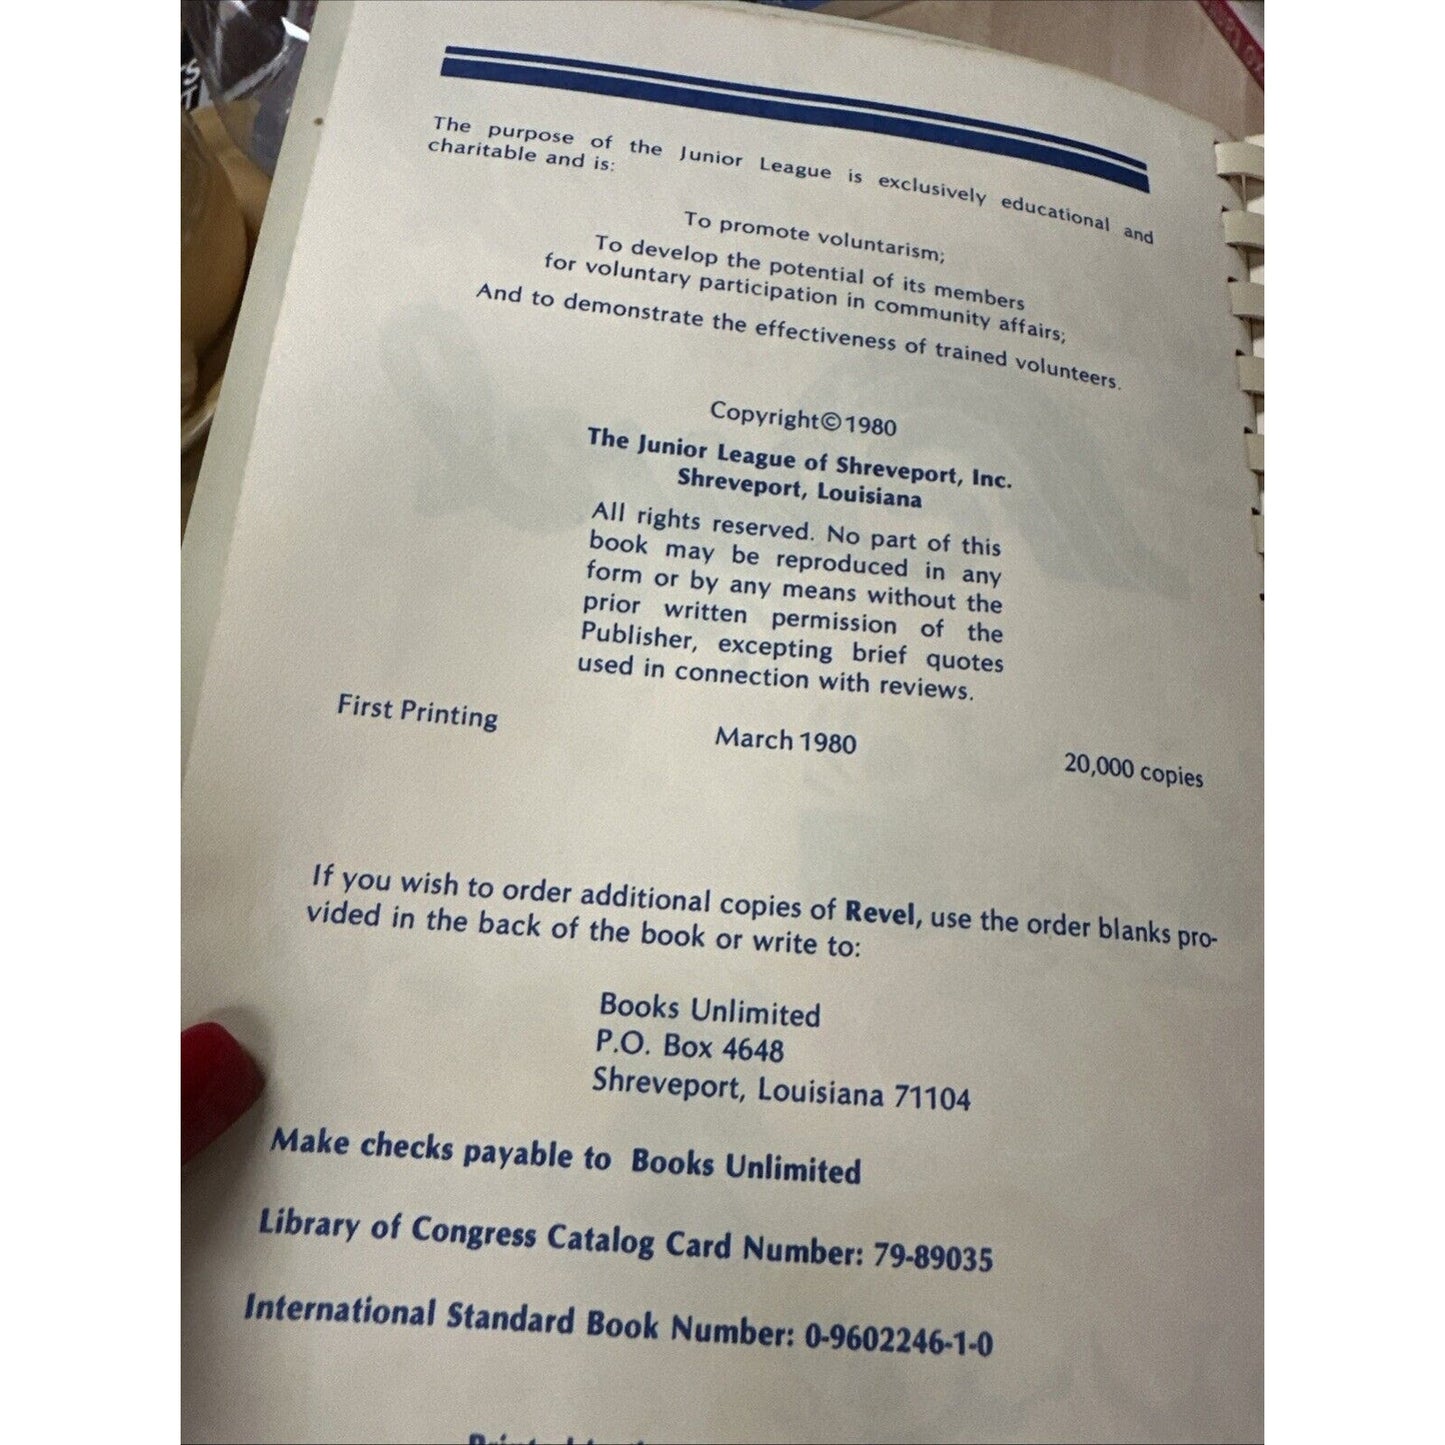 The purpose of the Junior League is exclusively educational and
charitable and is:
To promote voluntarism;
To develop the potential of its members
for voluntary participation in community affairs;
And to demonstrate the effectiveness of trained volunteers.
Copyright©1980
The Junior League of Shreveport, Inc.
Shreveport, Louisiana
All rights reserved. No part of this
book may be reproduced in any
form or by any means without the
prior written permission of the
Publisher, excepting brief quotes
used in connection with reviews.
First Printing March 1980 20,000 copies
If you wish to order additional copies of Revel, use the order blanks pro-
vided in the back of the book or write to:
Books Unlimited
P.O. Box 4648
Shreveport, Louisiana 71104
Make checks payable to Books Unlimited
Library of Congress Catalog Card Number: 79-89035
International Standard Book Number: 0-9602246-1-0